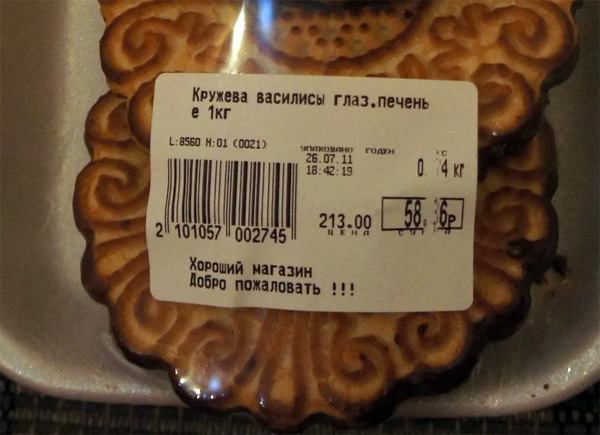 Кружева василисы глаз.печень
е 1кг
L:8560 М:01 (0021)
УПАКОВАНО ГОДЕН
26.07.11
18:42:19
кг
213.00
ЦЕНА
2 101057 002745
Хороший магазин
Добро пожаловать !!!